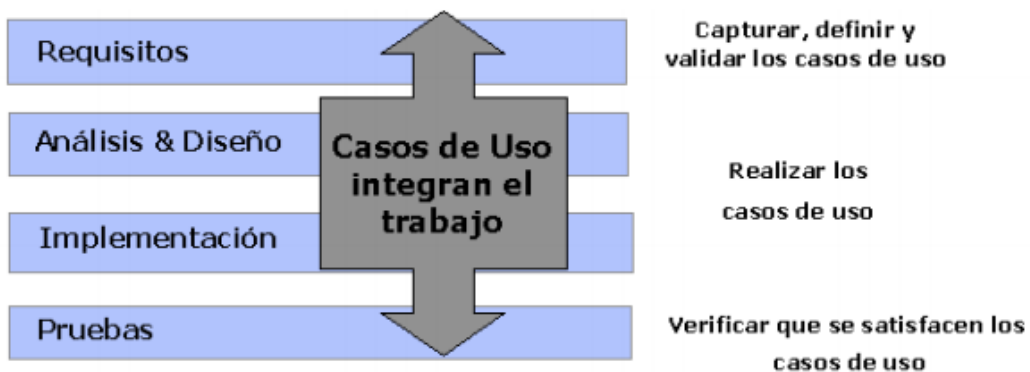 Requisitos
Capturar, definir y
validar los casos de uso
Análisis & Diseño
Casos de Uso
integran el
trabajo
Realizar los
casos de uso
Implementación
Pruebas
Verificar que se satisfacen los
casos de uso